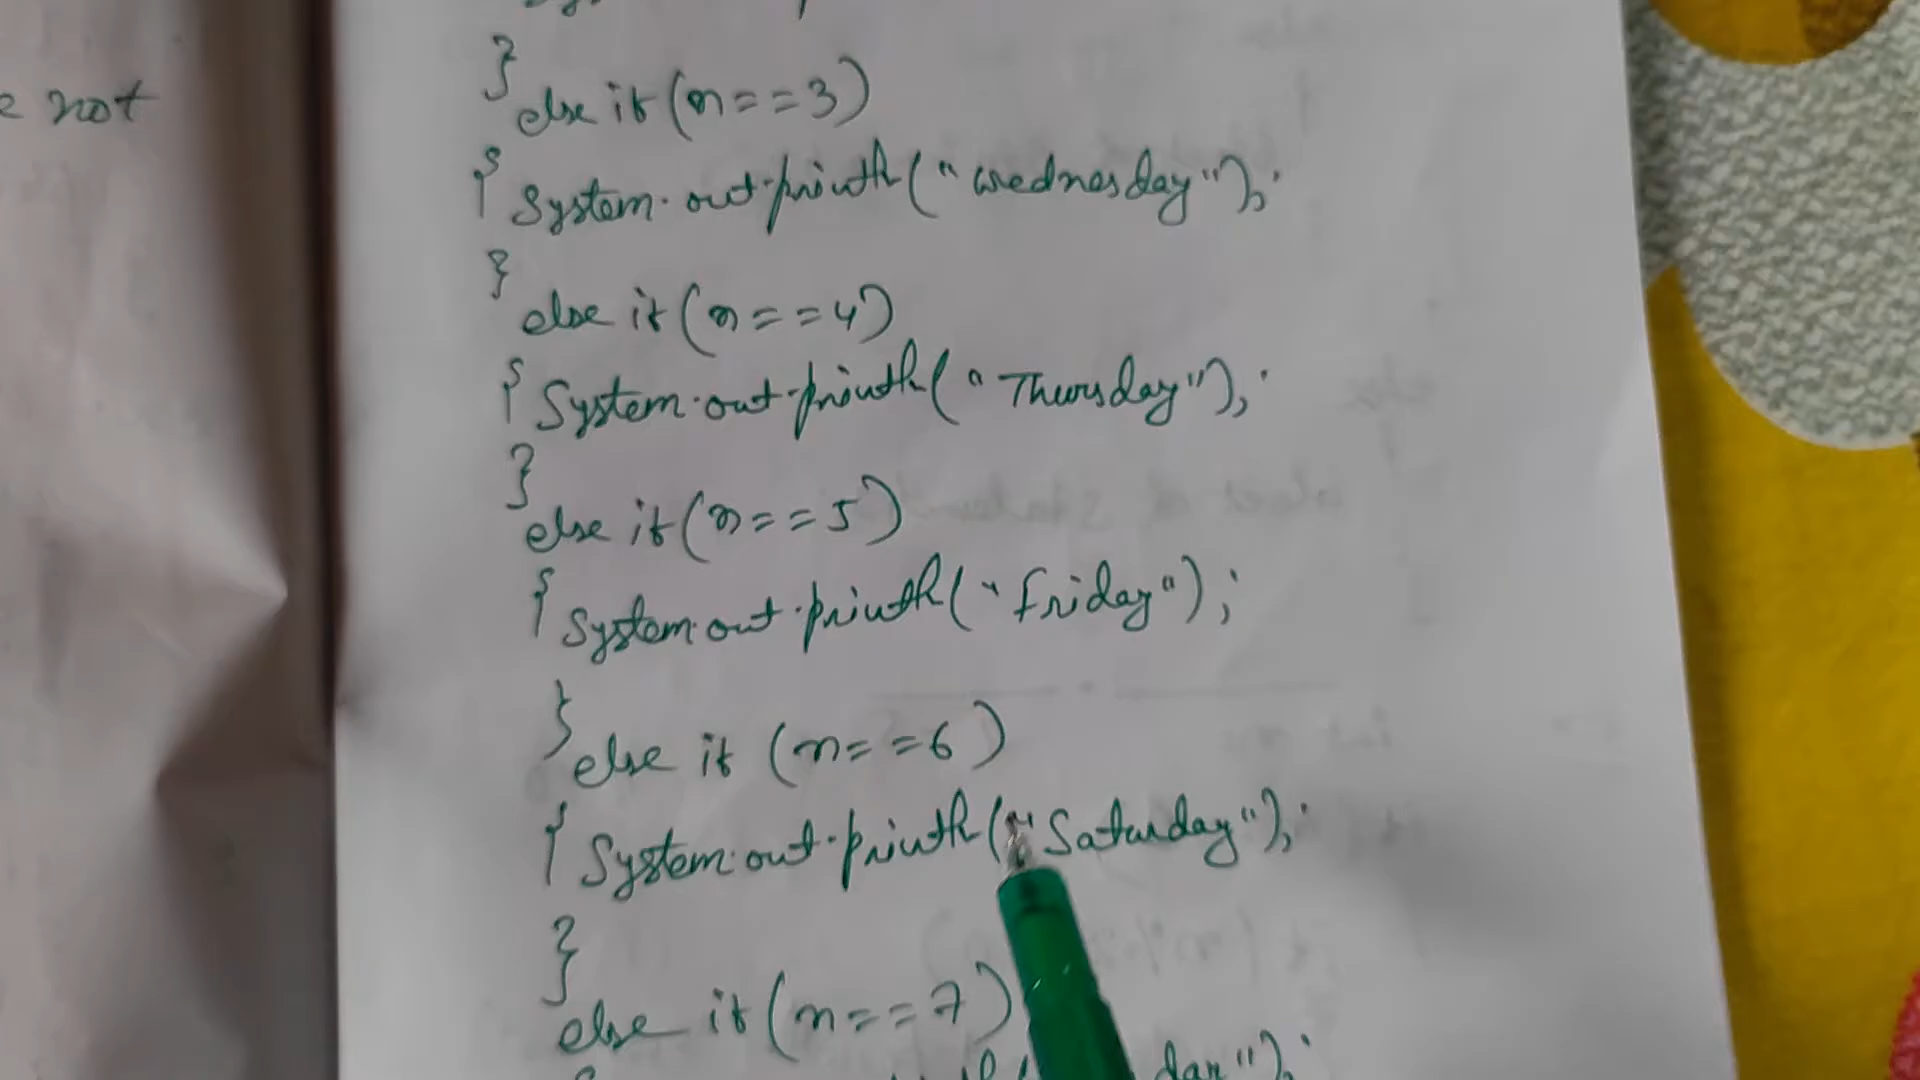 e not
}
else if (n==3)
{ System.out.println("Wednesday");
}
else if (n==4)
{ System.out.println("Thursday");
}
else if (n==5)
{ System.out.println("Friday");
} else if (n==6)
{ System.out.println("Saturday");
}
else if (n==7)
day");